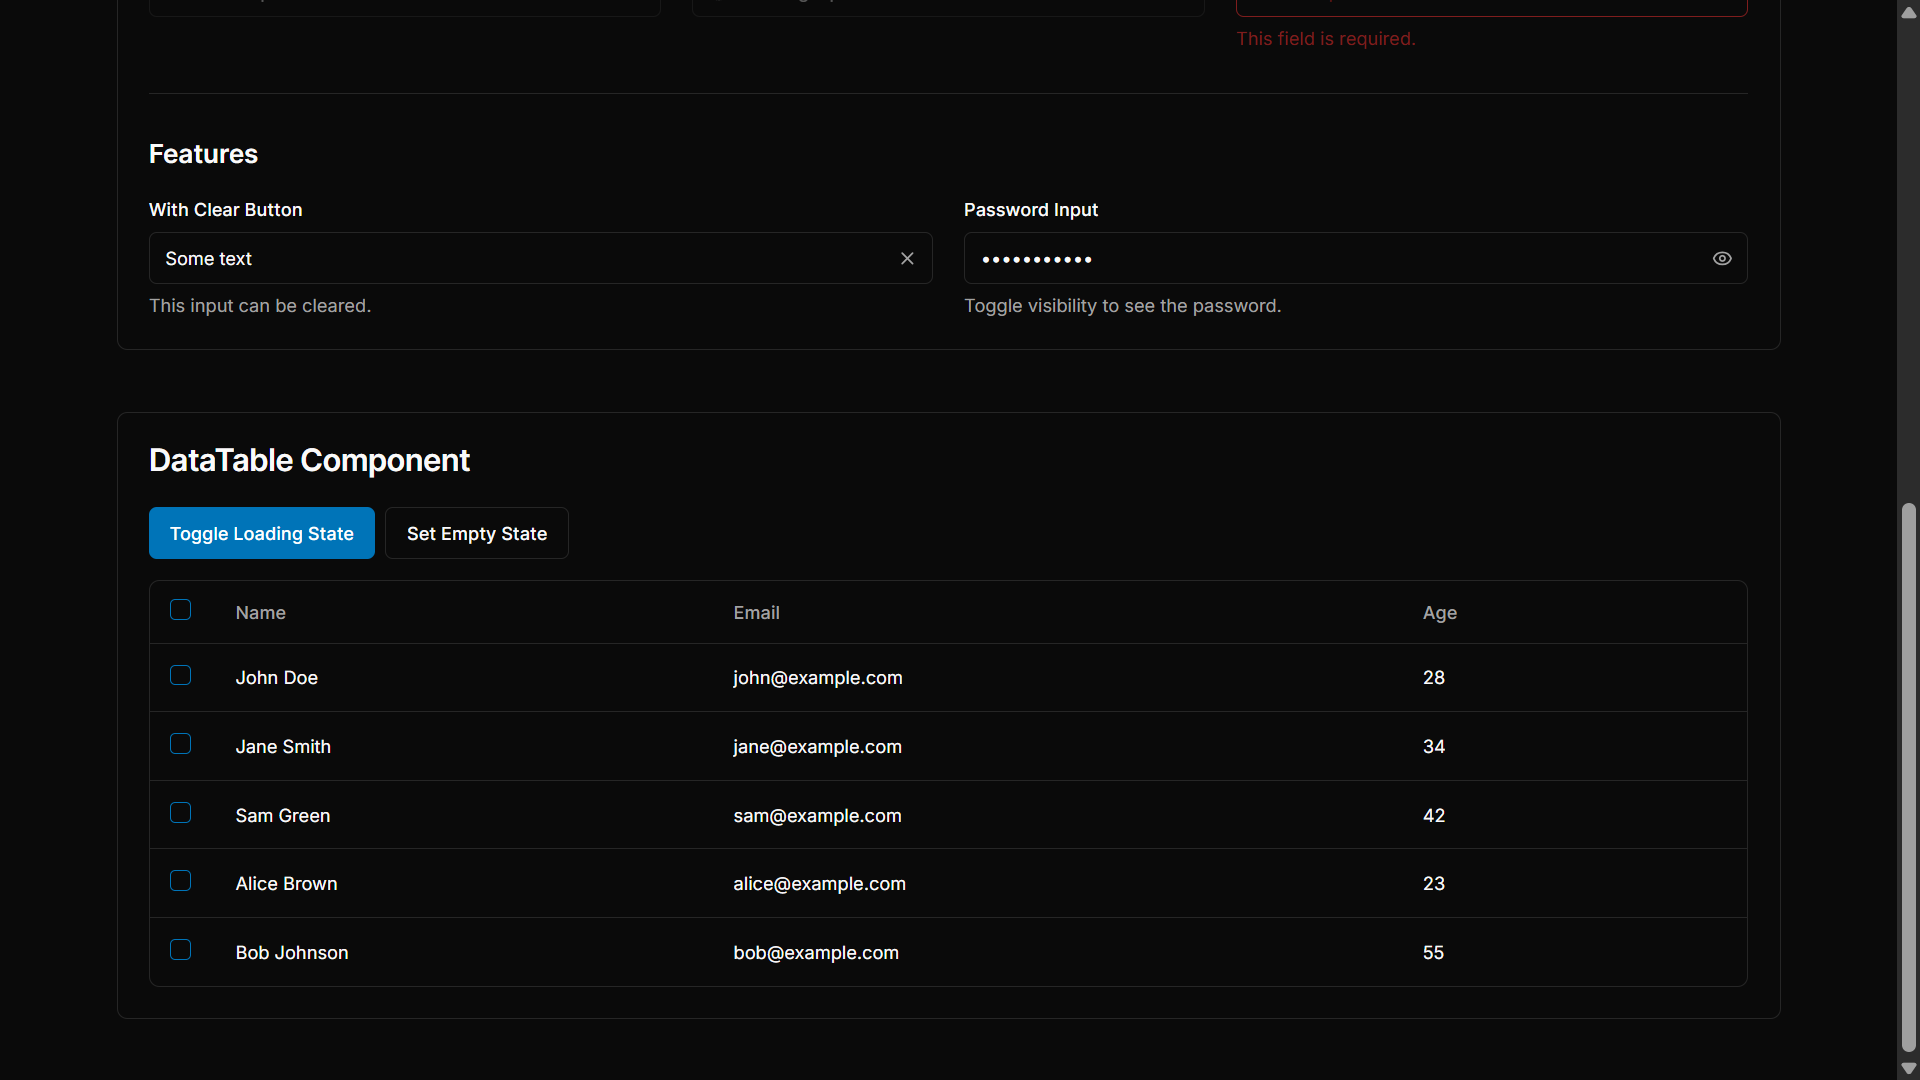 This field is required.
Features
With Clear Button
Password Input
Some text
•••••••••••
This input can be cleared.
Toggle visibility to see the password.
DataTable Component
Toggle Loading State
Set Empty State
Name Email Age
John Doe john@example.com 28
Jane Smith jane@example.com 34
Sam Green sam@example.com 42
Alice Brown alice@example.com 23
Bob Johnson bob@example.com 55